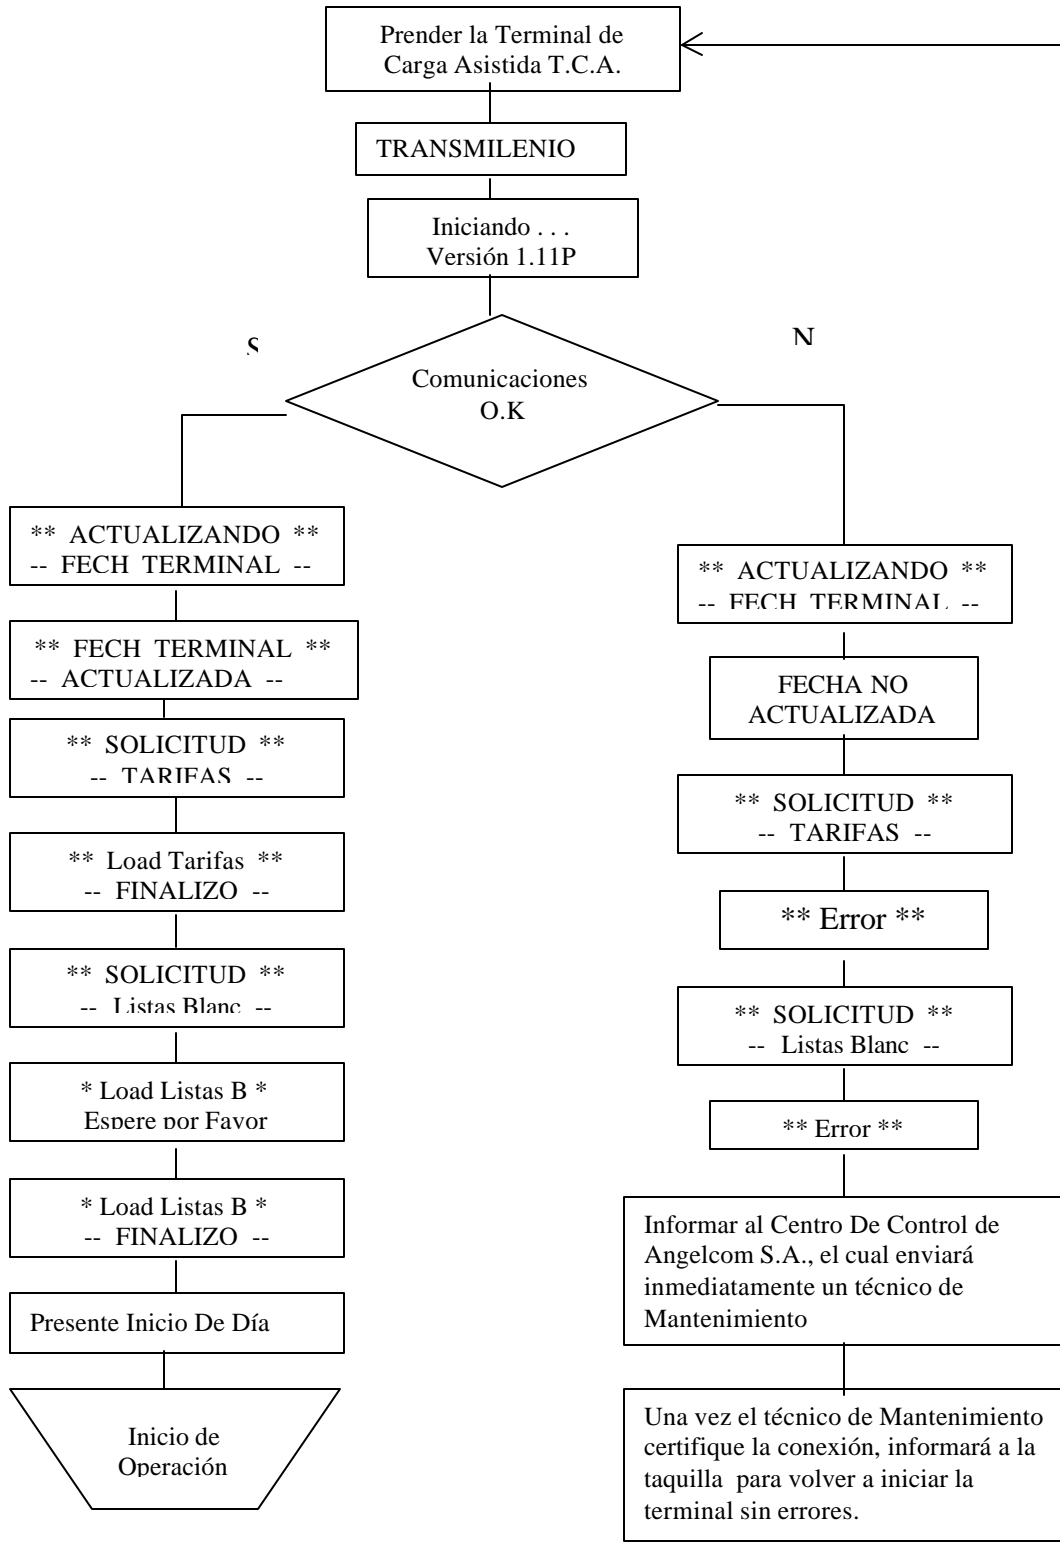 Prender la Terminal de
Carga Asistida T.C.A.
TRANSMILENIO
Iniciando . . .
Versión 1.11P
S
N
Comunicaciones
O.K
** ACTUALIZANDO **
-- FECH TERMINAL --
** FECH TERMINAL **
-- ACTUALIZADA --
** SOLICITUD **
-- TARIFAS --
** Load Tarifas **
-- FINALIZO --
** SOLICITUD **
-- Listas Blanc --
* Load Listas B *
Espere por Favor
* Load Listas B *
-- FINALIZO --
Presente Inicio De Día
Inicio de
Operación
** ACTUALIZANDO **
-- FECH TERMINAL --
FECHA NO
ACTUALIZADA
** SOLICITUD **
-- TARIFAS --
** Error **
** SOLICITUD **
-- Listas Blanc --
** Error **
Informar al Centro De Control de
Angelcom S.A., el cual enviará
inmediatamente un técnico de
Mantenimiento
Una vez el técnico de Mantenimiento
certifique la conexión, informará a la
taquilla para volver a iniciar la
terminal sin errores.